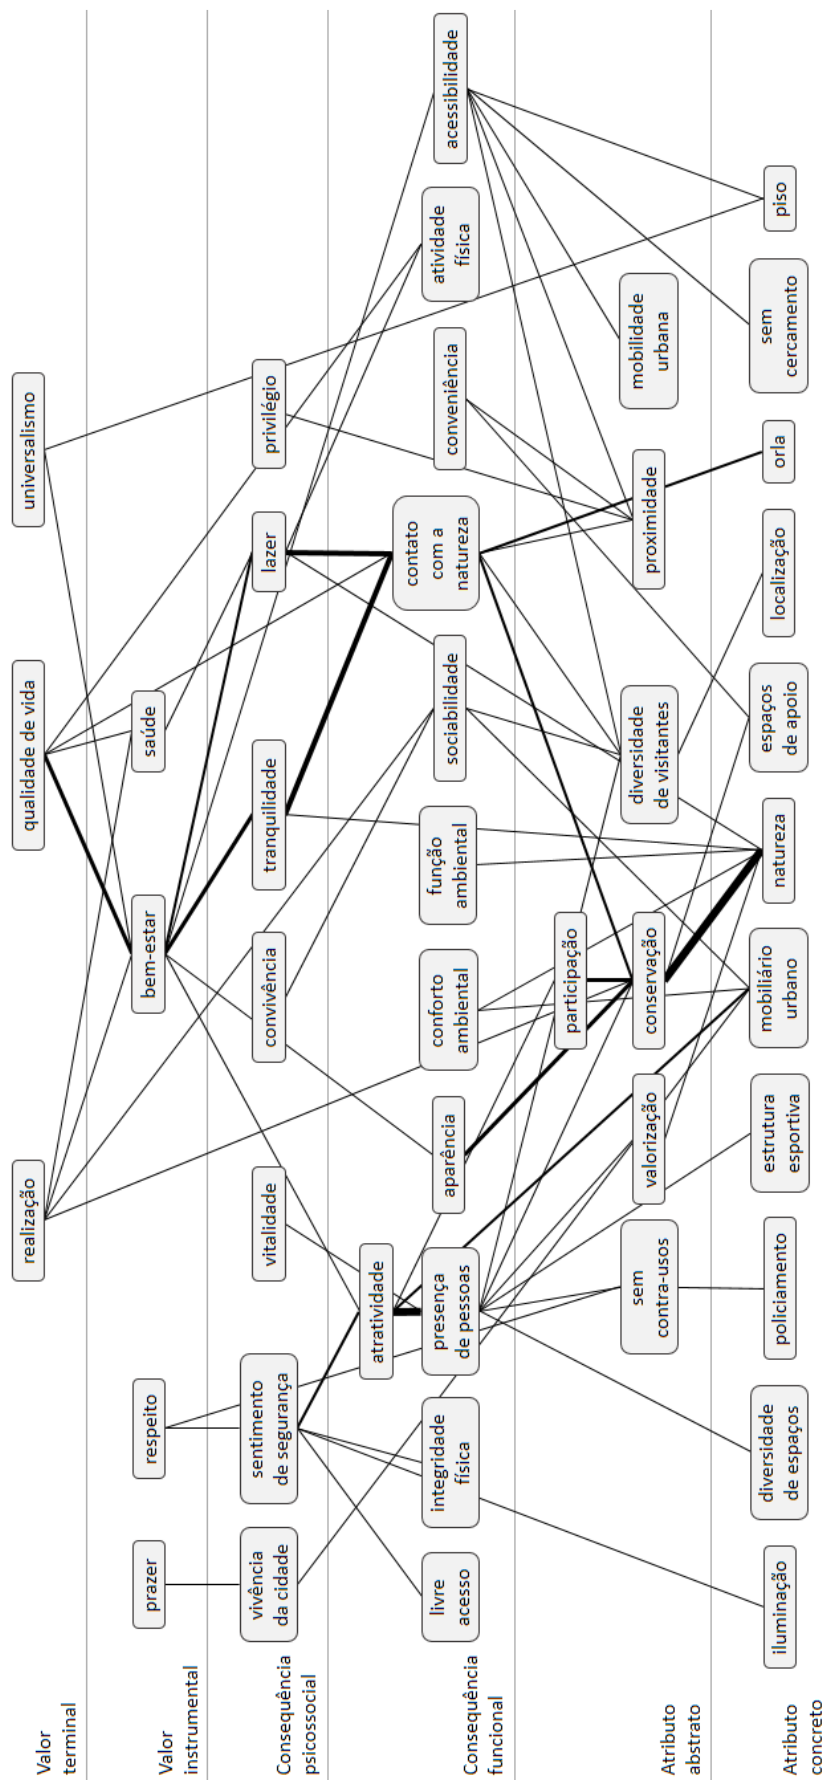 Valor
terminal
realização
qualidade de vida
universalismo
Valor
instrumental
prazer
respeito
bem-estar
saúde
Consequência
psicossocial
vivência
da cidade
sentimento
de segurança
vitalidade
convivência
tranquilidade
lazer
privilégio
Consequência
funcional
livre
acesso
integridade
física
atratividade
presença
de pessoas
aparência
conforto
ambiental
função
ambiental
sociabilidade
contato
com a
natureza
conveniência
atividade
física
acessibilidade
Atributo
abstrato
sem
contra-usos
valorização
participação
conservação
diversidade
de visitantes
proximidade
mobilidade
urbana
Atributo
concreto
iluminação
diversidade
de espaços
policiamento
estrutura
esportiva
mobiliário
urbano
natureza
espaços
de apoio
localização
orla
sem
cercamento
piso